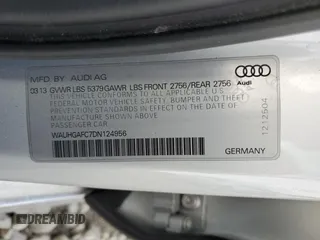 MFD BY AUDI AG
03.13 GVWR LBS 5379 GAWR LBS FRONT 2756/REAR 2756
Audi
THIS VEHICLE CONFORMS TO ALL APPLICABLE
FEDERAL MOTOR VEHICLE SAFETY, BUMPER AND THEFT
PREVENTION STANDARDS IN EFFECT ON THE
DATE OF MANUFACTURE SHOWN ABOVE.
PASSENGER CAR
WAUHGAFC7DN124956
1212604
GERMANY
DREAMBID